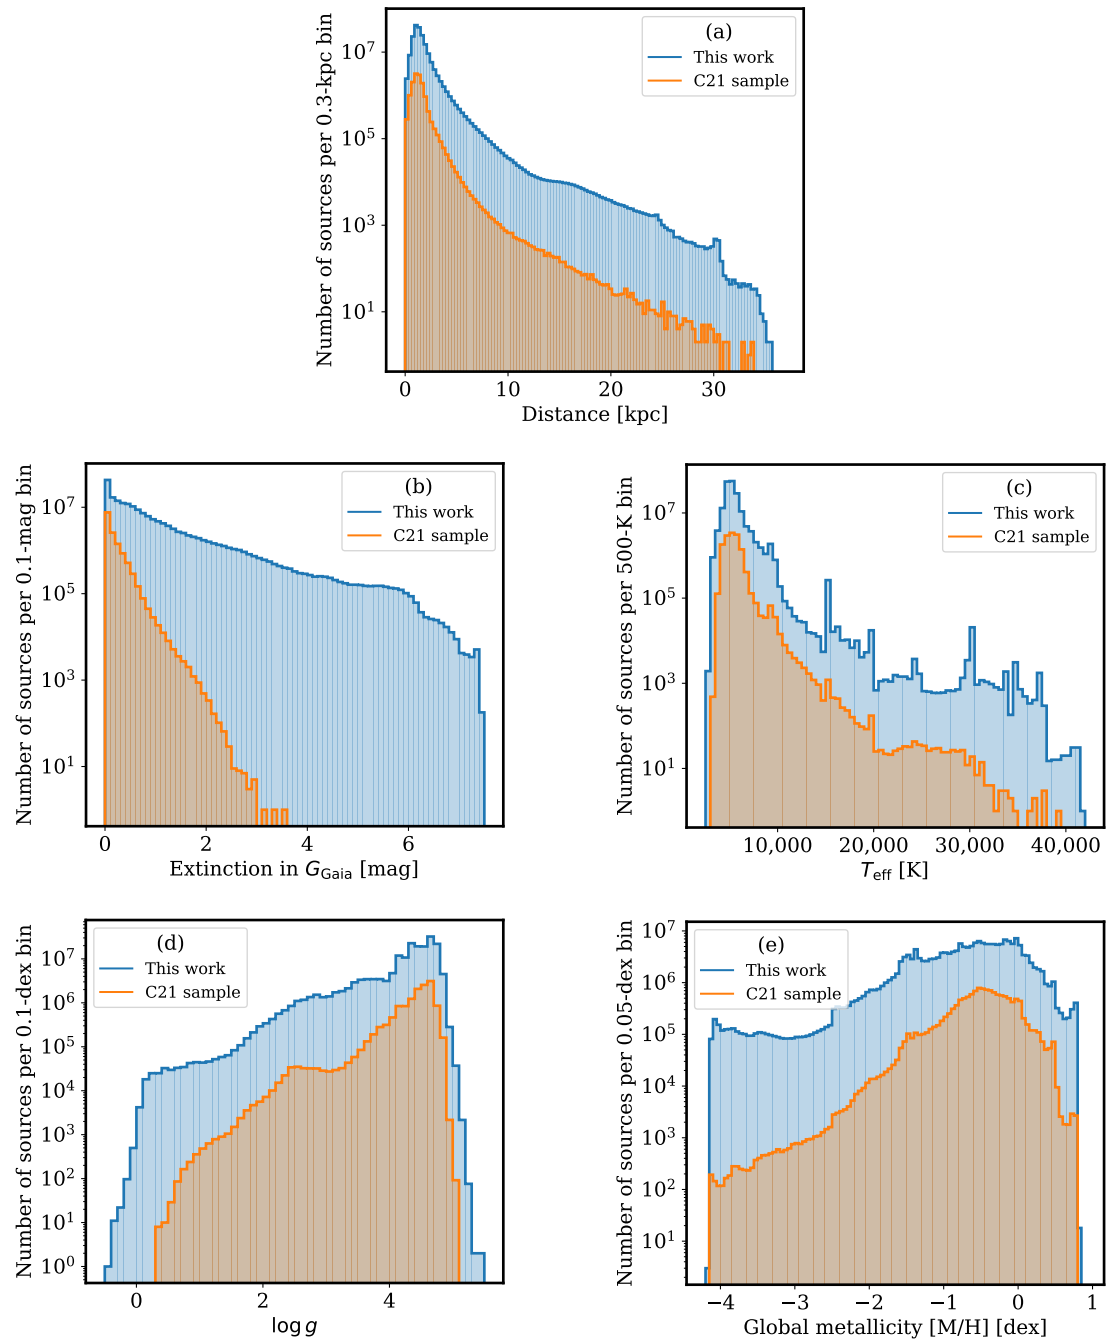 (a)
This work
C21 sample
Number of sources per 0.3-kpc bin
10^7
10^5
10^3
10^1
0 10 20 30
Distance [kpc]
(b)
This work
C21 sample
Number of sources per 0.1-mag bin
10^7
10^5
10^3
10^1
0 2 4 6
Extinction in G_Gaia [mag]
(c)
This work
C21 sample
Number of sources per 500-K bin
10^7
10^5
10^3
10^1
10,000 20,000 30,000 40,000
T_eff [K]
(d)
This work
C21 sample
Number of sources per 0.1-dex bin
10^7
10^6
10^5
10^4
10^3
10^2
10^1
10^0
0 2 4
log g
(e)
This work
C21 sample
Number of sources per 0.05-dex bin
10^7
10^6
10^5
10^4
10^3
10^2
10^1
−4 −3 −2 −1 0 1
Global metallicity [M/H] [dex]